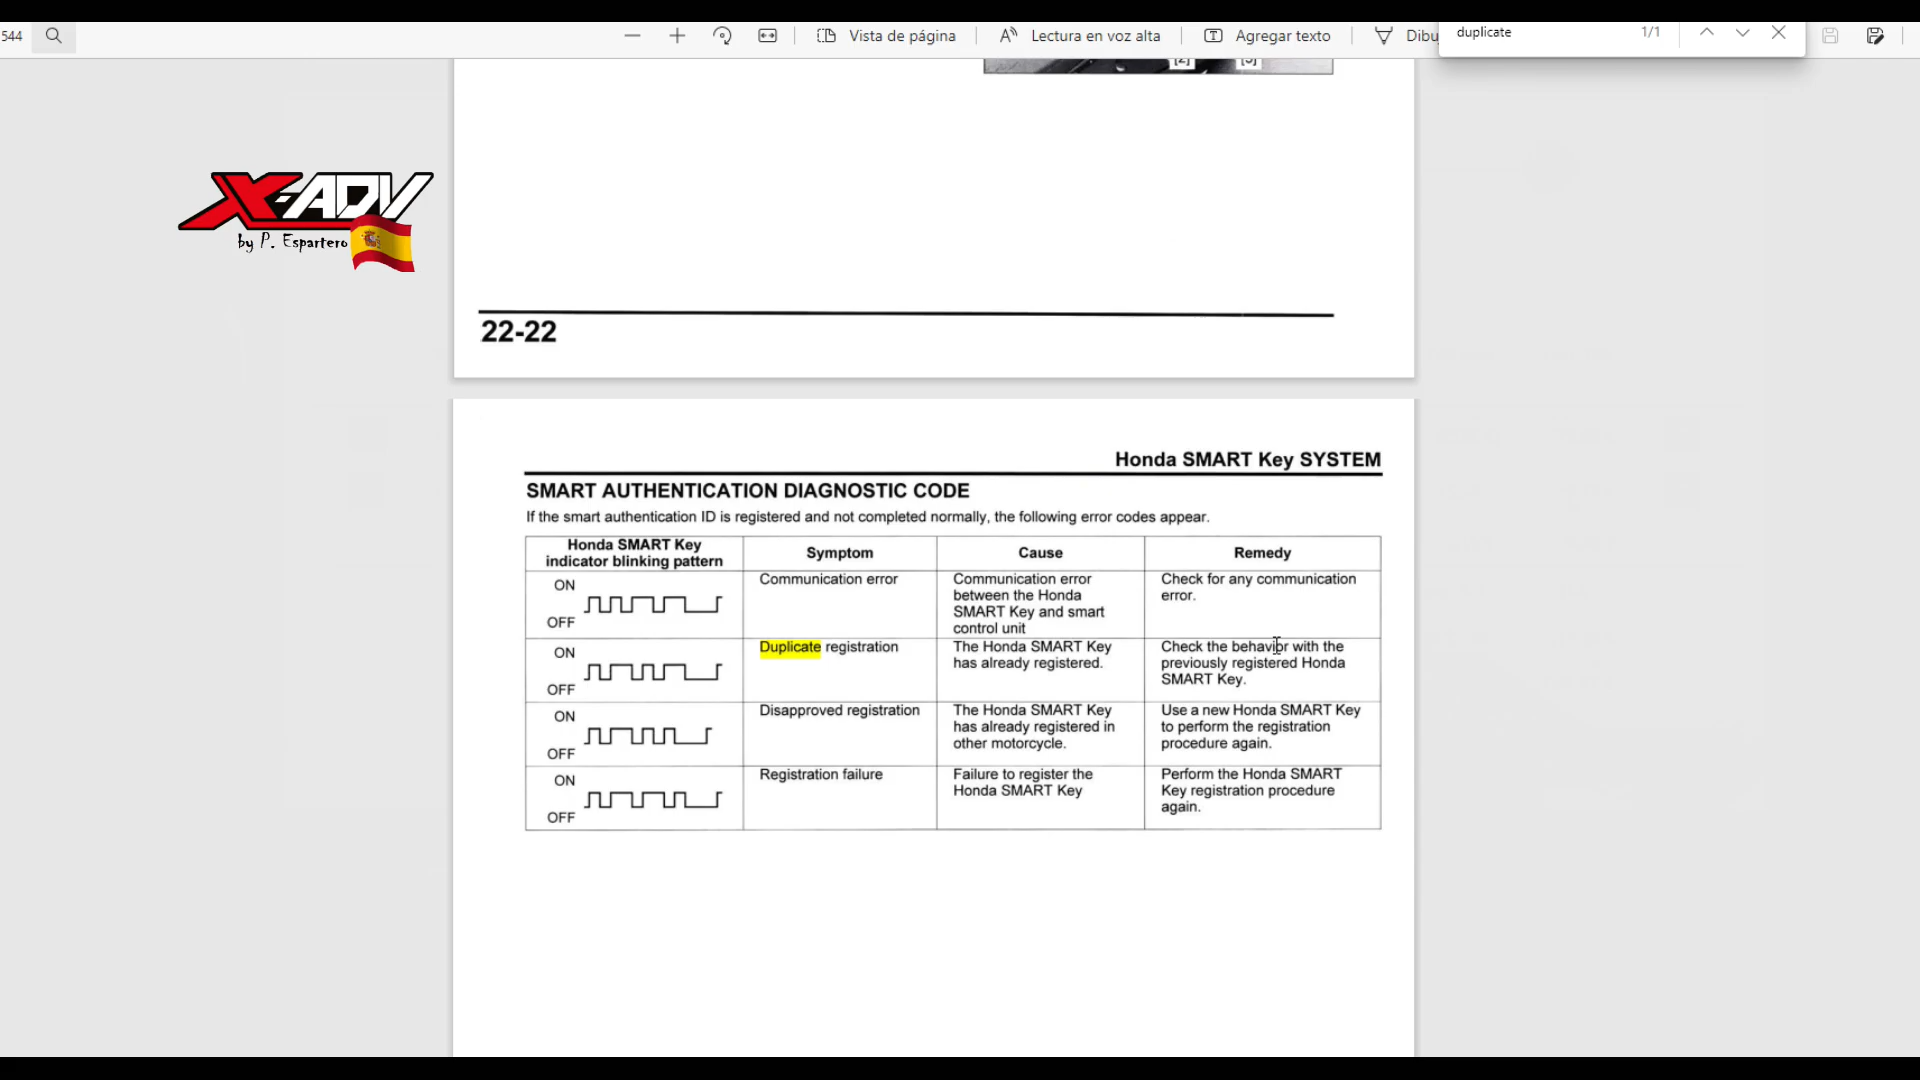 544
Vista de página
Lectura en voz alta
Agregar texto
Dibu
duplicate
1/1
[2]
X-ADV
by P. Espartero
22-22
Honda SMART Key SYSTEM
SMART AUTHENTICATION DIAGNOSTIC CODE
If the smart authentication ID is registered and not completed normally, the following error codes appear.
Honda SMART Key
indicator blinking pattern
Symptom
Cause
Remedy
ON
OFF
Communication error
Communication error
between the Honda
SMART Key and smart
control unit
Check for any communication
error.
ON
OFF
Duplicate registration
The Honda SMART Key
has already registered.
Check the behavior with the
previously registered Honda
SMART Key.
ON
OFF
Disapproved registration
The Honda SMART Key
has already registered in
other motorcycle.
Use a new Honda SMART Key
to perform the registration
procedure again.
ON
OFF
Registration failure
Failure to register the
Honda SMART Key
Perform the Honda SMART
Key registration procedure
again.